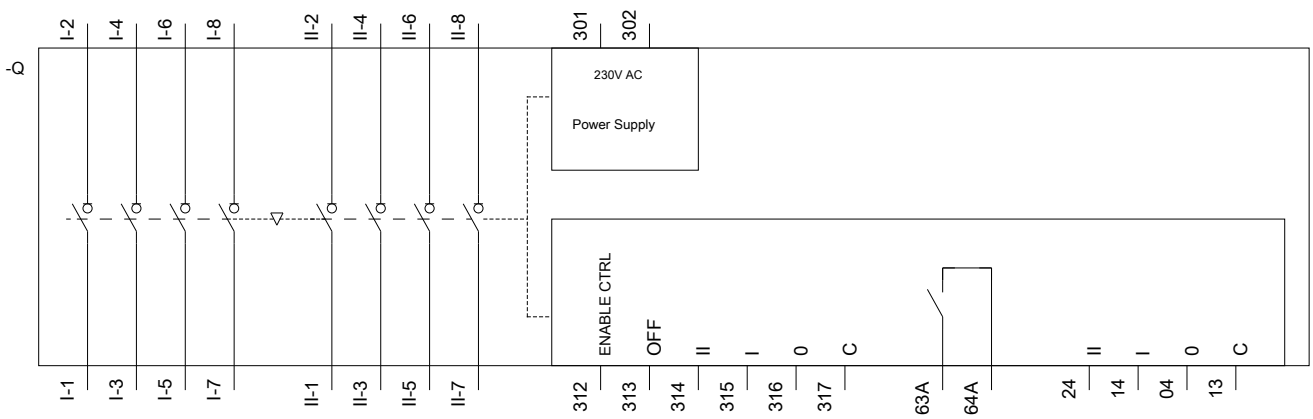 I-2 I-4 I-6 I-8 II-2 II-4 II-6 II-8 301 302
-Q
230V AC
Power Supply
ENABLE CTRL OFF II I 0 C II I 0 C
I-1 I-3 I-5 I-7 II-1 II-3 II-5 II-7 312 313 314 315 316 317 63A 64A 24 14 04 13